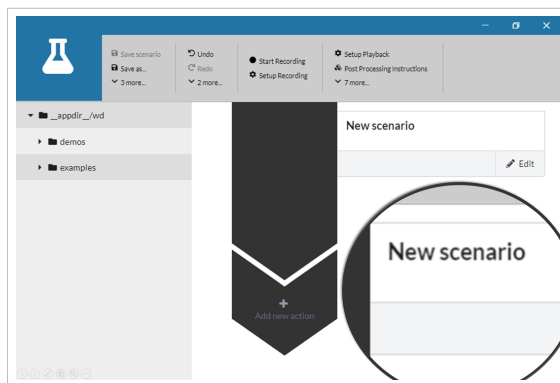 Save scenario
Save as...
3 more...
Undo
Redo
2 more...
Start Recording
Setup Recording
Setup Playback
Post Processing Instructions
7 more...
__appdir__/wd
demos
examples
New scenario
Edit
New scenario
Add new action